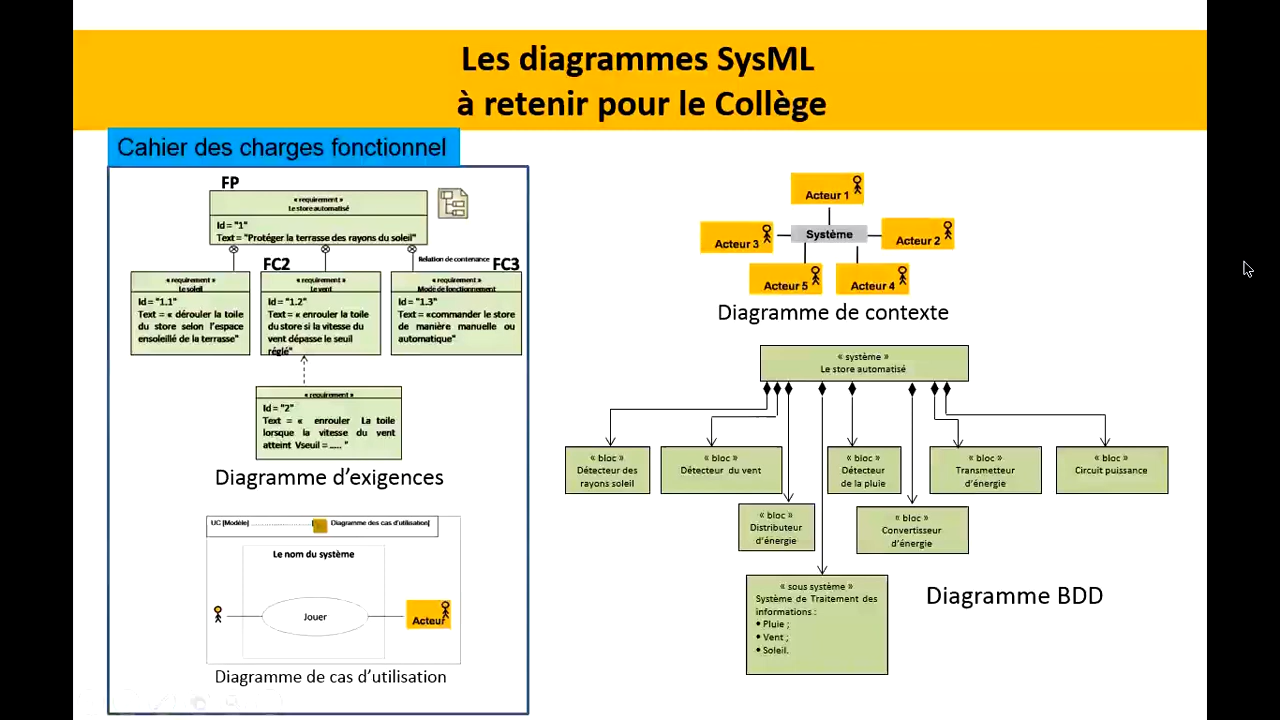 Les diagrammes SysML
à retenir pour le Collège
Cahier des charges fonctionnel
FP
« requirement »
Le store automatisé
Id = "1"
Text = "Protéger la terrasse des rayons du soleil"
Relation de contenance
FC2
FC3
« requirement »
Le soleil
Id = "1.1"
Text = « dérouler la toile
du store selon l'espace
ensoleillé de la terrasse"
« requirement »
Le vent
Id = "1.2"
Text = « enrouler la toile
du store si la vitesse du
vent dépasse le seuil
réglé"
« requirement »
Mode de fonctionnement
Id = "1.3"
Text = «commander le store
de manière manuelle ou
automatique"
« requirement »
Id = "2"
Text = « enrouler La toile
lorsque la vitesse du vent
atteint Vseuil = ..... "
Diagramme d'exigences
UC [Modèle] ........................ Diagramme des cas d'utilisation]
Le nom du système
Jouer
Acteur
Diagramme de cas d'utilisation
Acteur 1
Acteur 3
Système
Acteur 2
Acteur 5
Acteur 4
Diagramme de contexte
« système »
Le store automatisé
« bloc »
Détecteur des
rayons soleil
« bloc »
Détecteur du vent
« bloc »
Détecteur
de la pluie
« bloc »
Transmetteur
d'énergie
« bloc »
Circuit puissance
« bloc »
Distributeur
d'énergie
« bloc »
Convertisseur
d'énergie
« sous système »
Système de Traitement des
informations :
• Pluie ;
• Vent ;
• Soleil.
Diagramme BDD